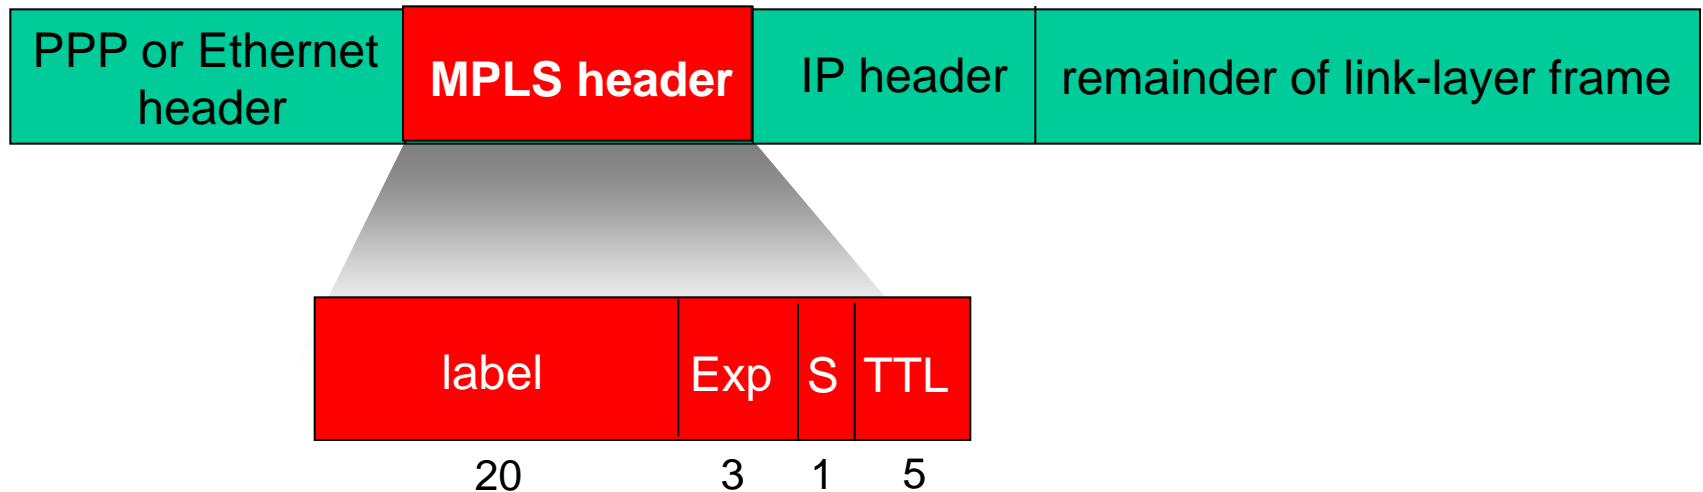 PPP or Ethernet
header
MPLS header
IP header
remainder of link-layer frame
label
Exp
S
TTL
20
3
1
5